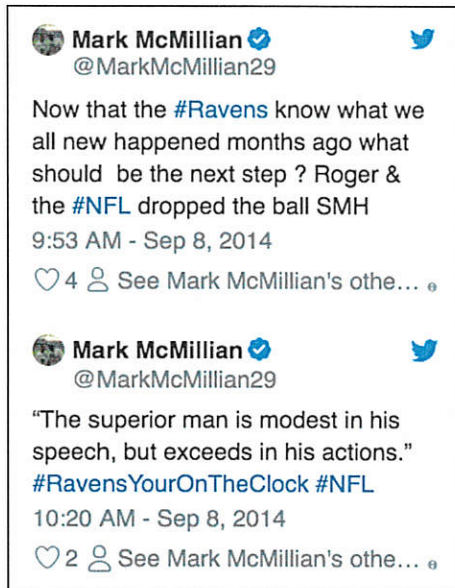 Mark McMillian
@MarkMcMillian29
Now that the #Ravens know what we
all new happened months ago what
should be the next step ? Roger &
the #NFL dropped the ball SMH
9:53 AM - Sep 8, 2014
4 See Mark McMillian's othe...
Mark McMillian
@MarkMcMillian29
“The superior man is modest in his
speech, but exceeds in his actions.”
#RavensYourOnTheClock #NFL
10:20 AM - Sep 8, 2014
2 See Mark McMillian's othe...